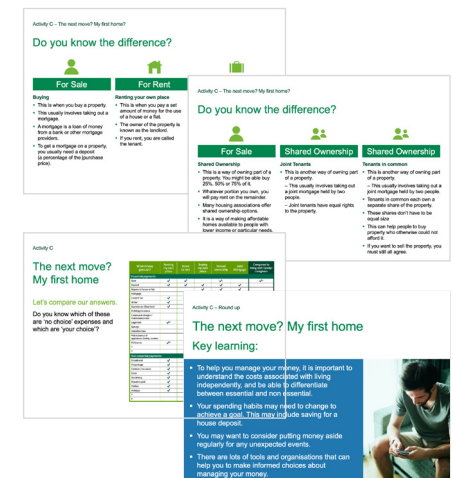 Activity C – The next move? My first home?
Do you know the difference?
For Sale
For Rent
Buying
• This is when you buy a property.
• This usually involves taking out a
mortgage.
• A mortgage is a loan of money
from a bank or other mortgage
providers.
• To get a mortgage on a property,
you usually need a deposit
(a percentage of the [purchase
price).
Renting your own place
• This is when you pay a set
amount of money for the use
of a house or a flat.
• The owner of the property is
known as the landlord.
• If you rent, you are called
the tenant.
Activity C – The next move? My first home?
Do you know the difference?
For Sale
Shared Ownership
Shared Ownership
Shared Ownership
• This is a way of owning part of
a property. You might be able buy
25%, 50% or 75% of it.
• Whatever portion you own, you
will pay rent on the remainder.
• Many housing associations offer
shared ownership options.
• It is a way of making affordable
homes available to people with
lower income or particular needs.
Joint Tenants
• This is another way of owning part
of a property.
– This usually involves taking out
a joint mortgage held by two
people.
– Joint tenants have equal rights
to the property.
Tenants in common
• This is another way of owning part
of a property.
– This usually involves taking out a
joint mortgage held by two people.
• Tenants in common each own a
separate share of the property.
• These shares don't have to be
equal size
• This can help people to buy
property who otherwise could not
afford it.
• If you want to sell the property, you
must still all agree.
Activity C
The next move?
My first home
Let's compare our answers.
Do you know which of these
are 'no choice' expenses and
which are 'your choice'?
Activity C – Round up
The next move? My first home
Key learning:
• To help you manage your money, it is important to
understand the costs associated with living
independently, and be able to differentiate
between essential and non essential.
• Your spending habits may need to change to
achieve a goal. This may include saving for a
house deposit.
• You may want to consider putting money aside
regularly for any unexpected events.
• There are lots of tools and organisations that can
help you to make informed choices about
managing your money.